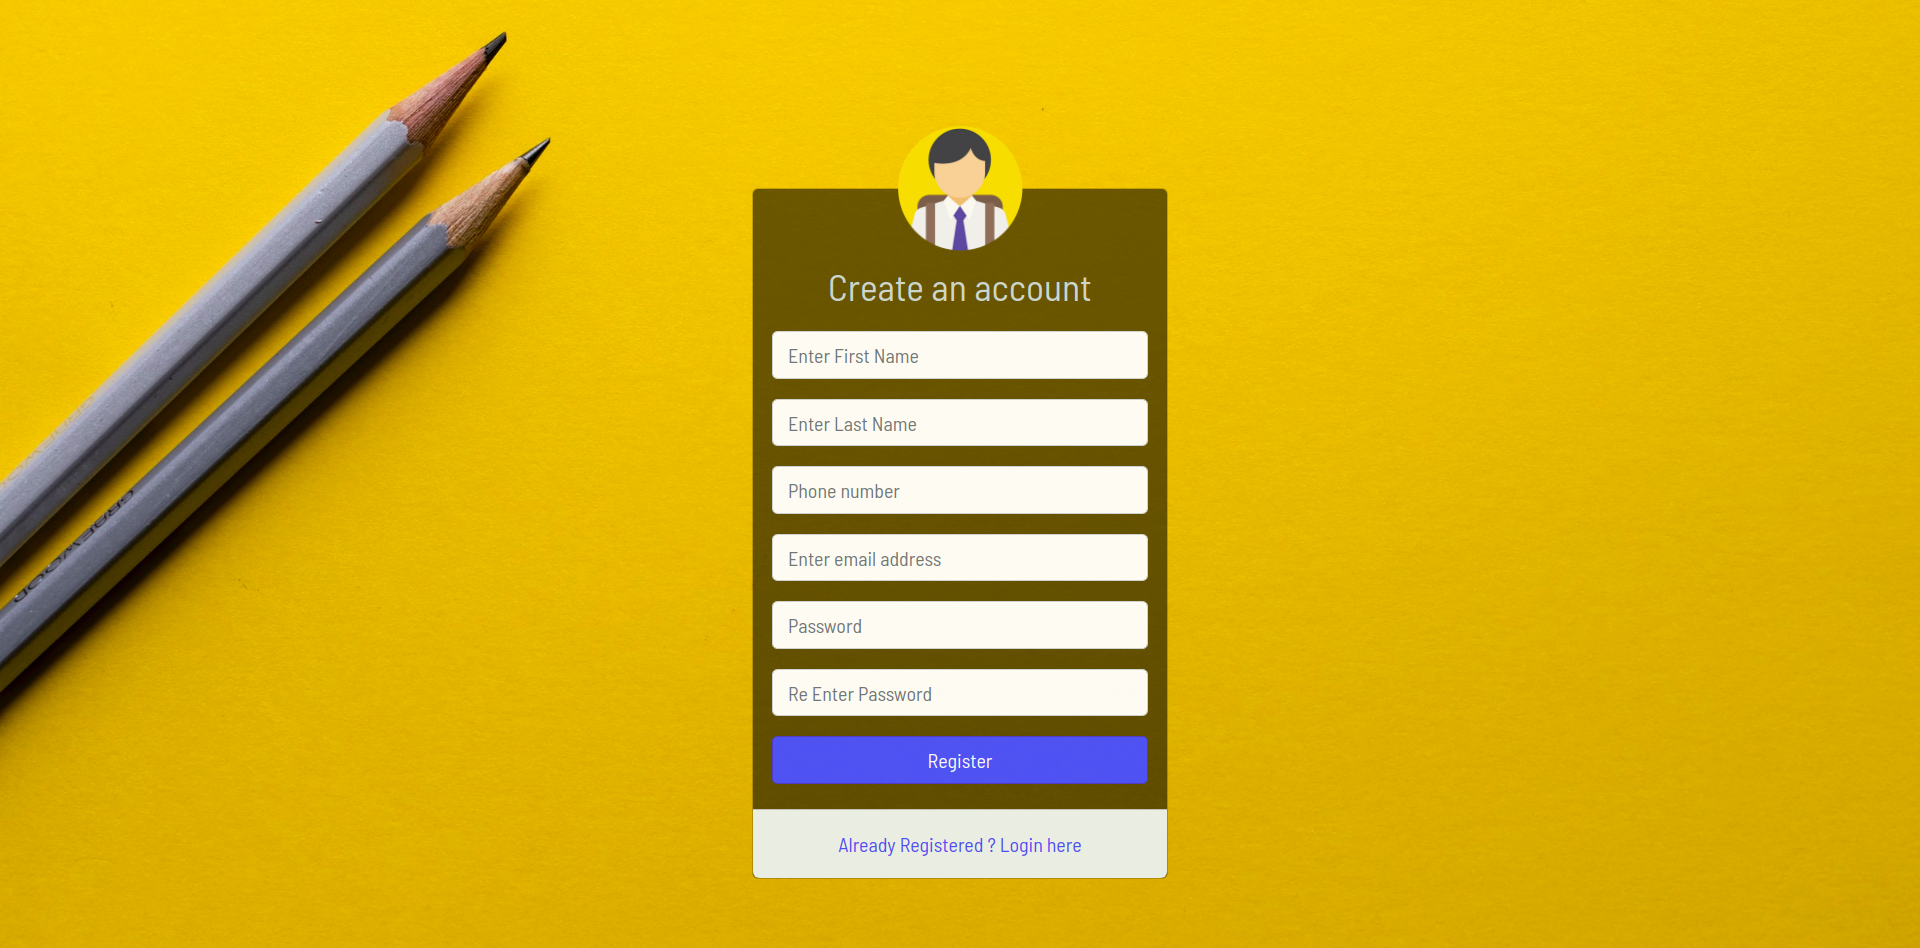 Create an account
Enter First Name
Enter Last Name
Phone number
Enter email address
Password
Re Enter Password
Register
Already Registered ? Login here